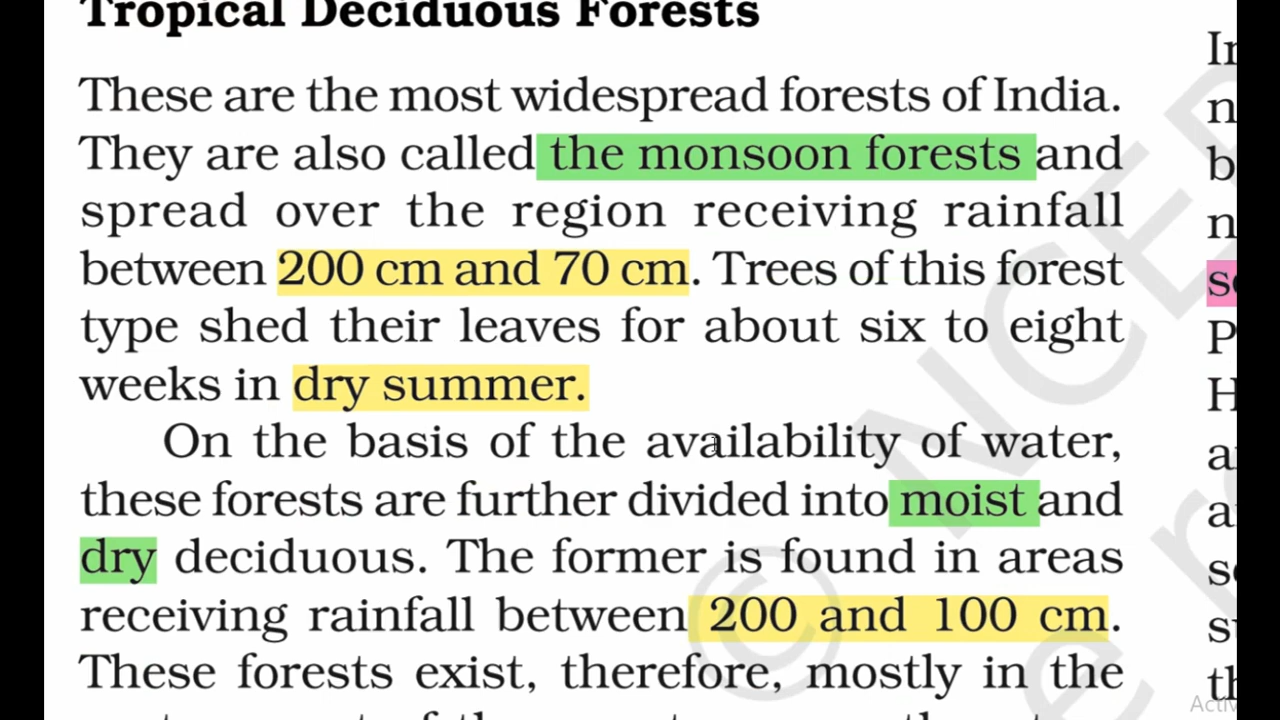 Tropical Deciduous Forests
These are the most widespread forests of India.
They are also called the monsoon forests and
spread over the region receiving rainfall
between 200 cm and 70 cm. Trees of this forest
type shed their leaves for about six to eight
weeks in dry summer.
On the basis of the availability of water,
these forests are further divided into moist and
dry deciduous. The former is found in areas
receiving rainfall between 200 and 100 cm.
These forests exist, therefore, mostly in the